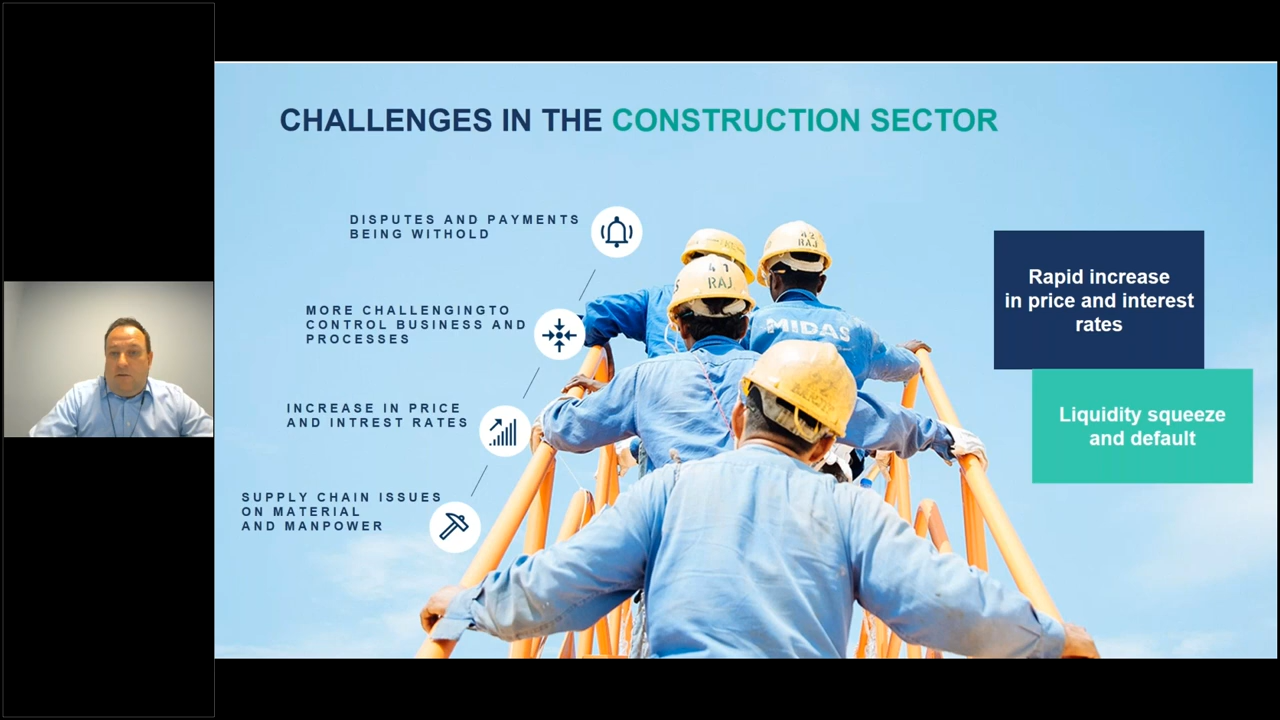 CHALLENGES IN THE CONSTRUCTION SECTOR
DISPUTES AND PAYMENTS
BEING WITHOLD
MORE CHALLENGINGTO
CONTROL BUSINESS AND
PROCESSES
INCREASE IN PRICE
AND INTREST RATES
SUPPLY CHAIN ISSUES
ON MATERIAL
AND MANPOWER
42
RAJ
41
RAJ
MIDAS
Rapid increase
in price and interest
rates
Liquidity squeeze
and default